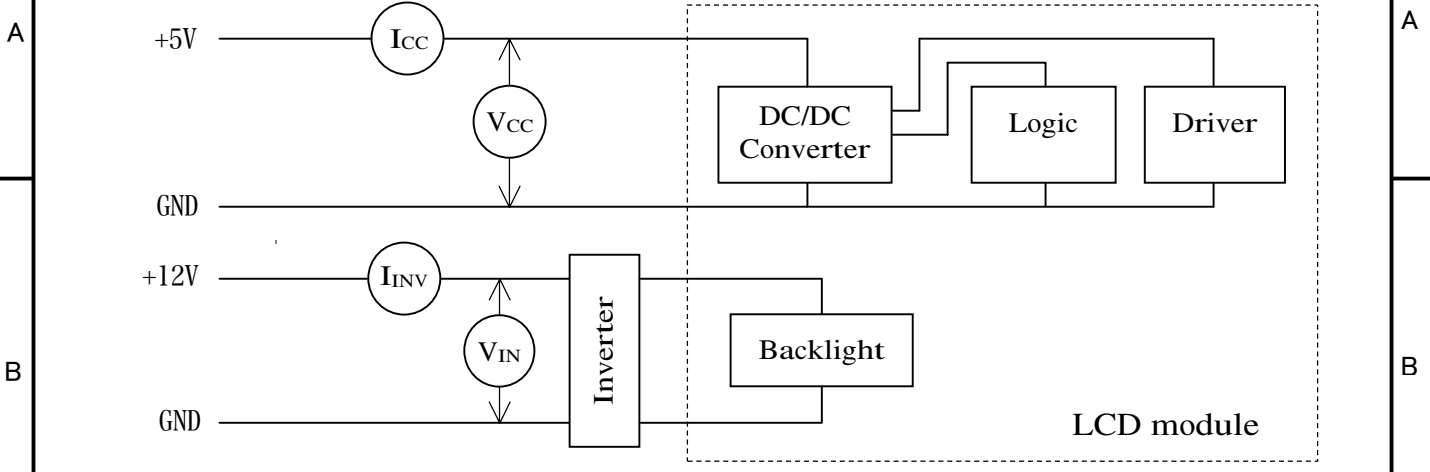 A
A
+5V
ICC
VCC
DC/DC
Converter
Logic
Driver
GND
+12V
IINV
VIN
Inverter
Backlight
B
B
GND
LCD module